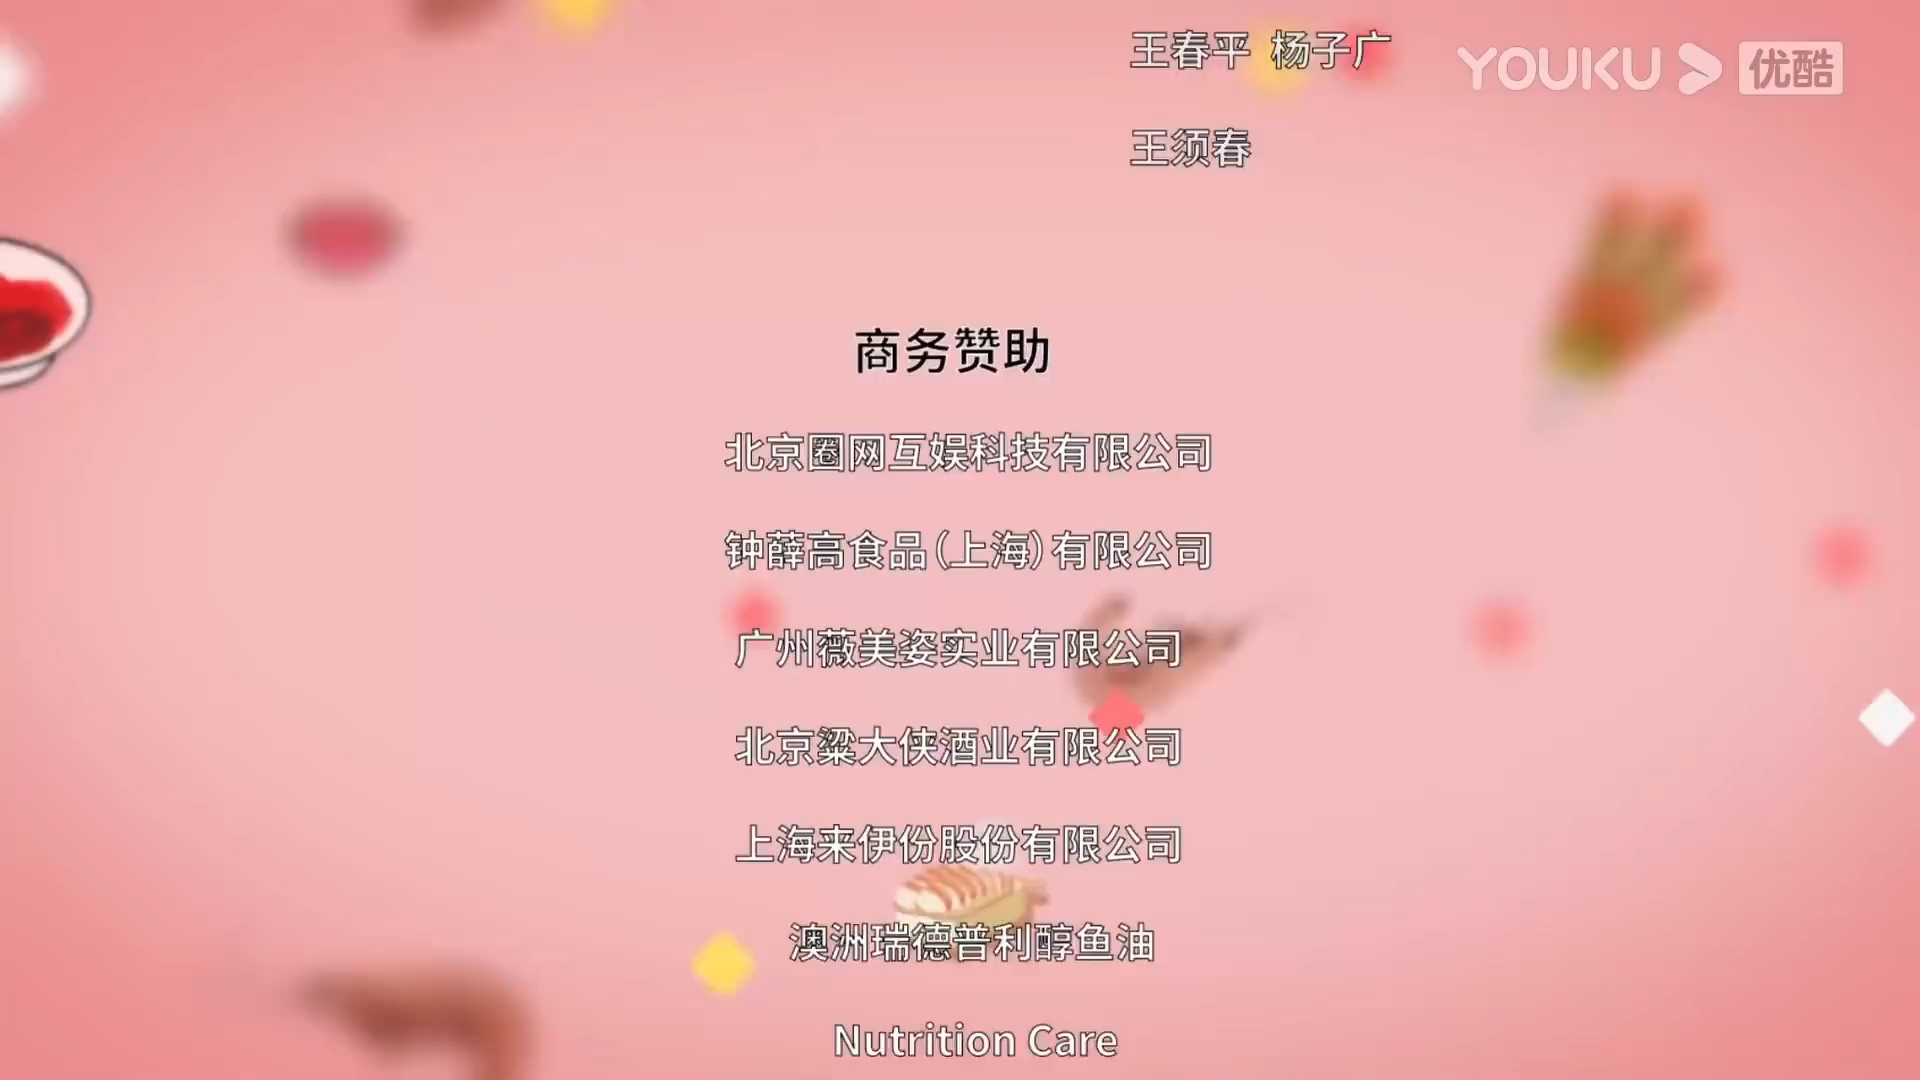 王春平 杨子广
YOUKU 优酷
王须春
商务赞助
北京圈网互娱科技有限公司
钟薛高食品(上海)有限公司
广州薇美姿实业有限公司
北京粱大侠酒业有限公司
上海来伊份股份有限公司
澳洲瑞德普利醇鱼油
Nutrition Care